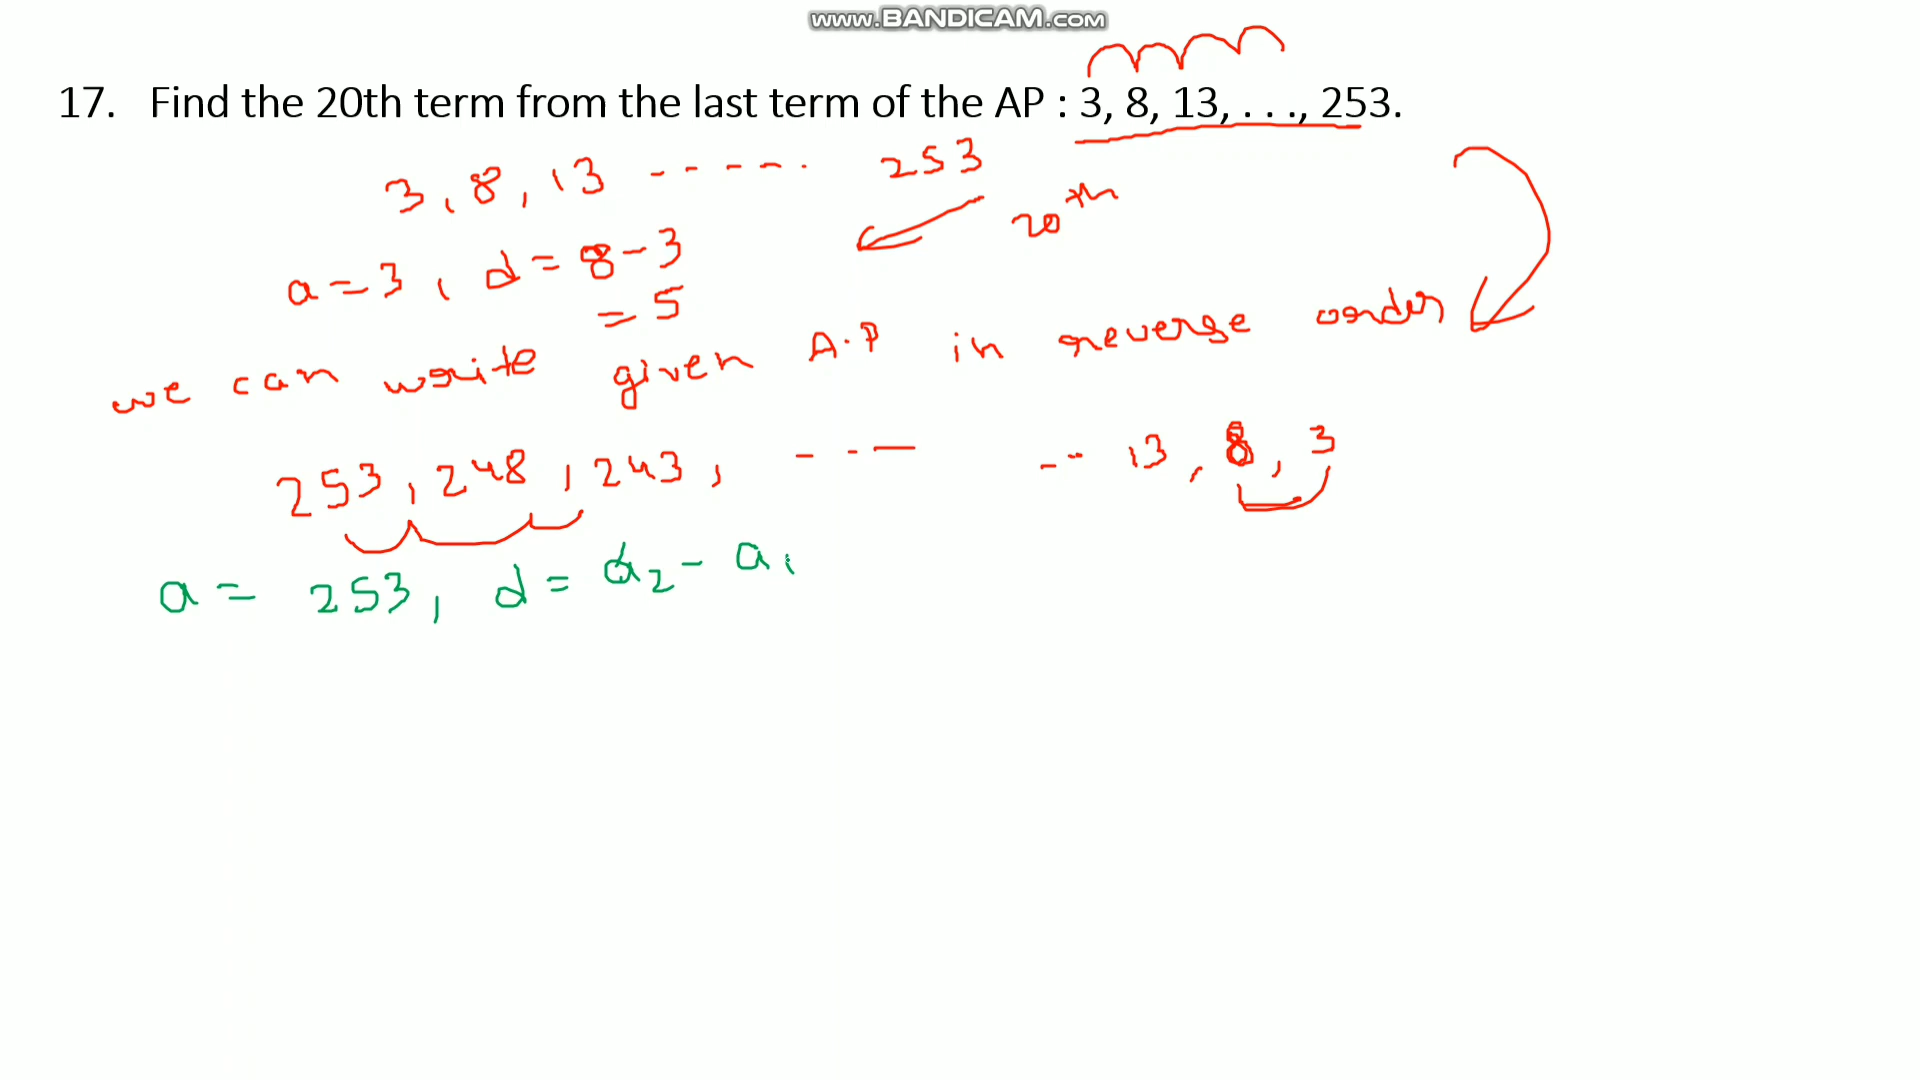 www.BANDICAM.com
17. Find the 20th term from the last term of the AP : 3, 8, 13, . . ., 253.
3, 8, 13 ------. 253
20th
a = 3, d = 8 - 3
= 5
we can write given A.P in reverse order
253, 248, 243, - - — -- 13, 8, 3
a = 253, d = a2 - a1